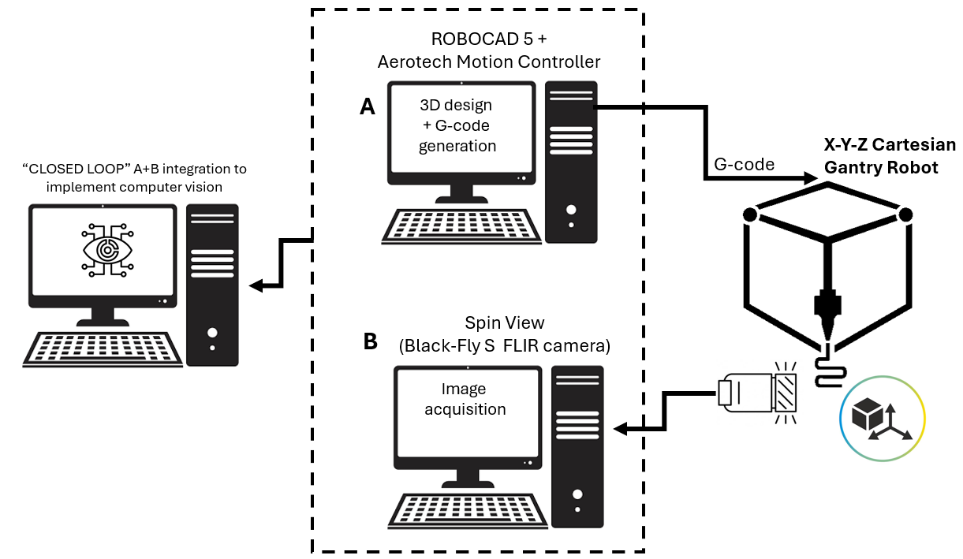 ROBOCAD 5 +
Aerotech Motion Controller
A
3D design
+ G-code
generation
G-code
X-Y-Z Cartesian
Gantry Robot
“CLOSED LOOP” A+B integration to
implement computer vision
Spin View
(Black-Fly S  FLIR camera)
B
Image
acquisition